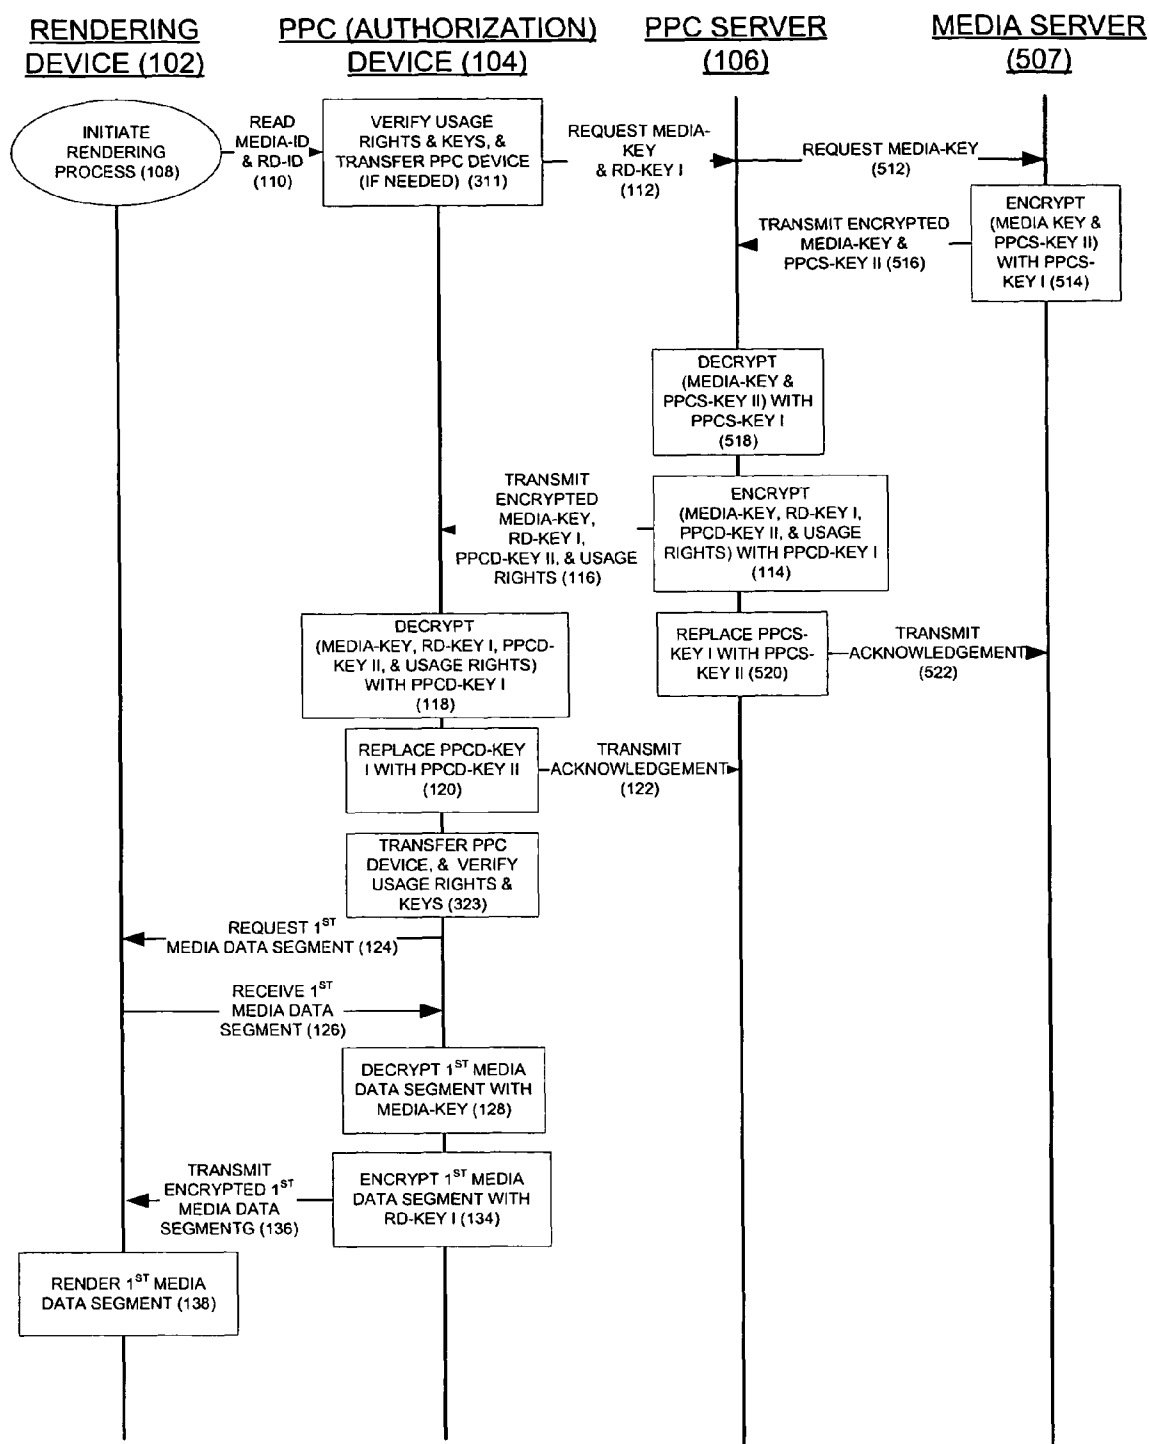 RENDERING
DEVICE (102)
PPC (AUTHORIZATION)
DEVICE (104)
PPC SERVER
(106)
MEDIA SERVER
(507)
INITIATE
RENDERING
PROCESS (108)
READ
MEDIA-ID
& RD-ID
(110)
VERIFY USAGE
RIGHTS & KEYS, &
TRANSFER PPC DEVICE
(IF NEEDED) (311)
REQUEST MEDIA-
KEY
& RD-KEY I
(112)
REQUEST MEDIA-KEY
(512)
ENCRYPT
(MEDIA KEY &
PPCS-KEY II)
WITH PPCS-
KEY I (514)
TRANSMIT ENCRYPTED
MEDIA-KEY &
PPCS-KEY II (516)
DECRYPT
(MEDIA-KEY &
PPCS-KEY II) WITH
PPCS-KEY I
(518)
ENCRYPT
(MEDIA-KEY, RD-KEY I,
PPCD-KEY II, & USAGE
RIGHTS) WITH PPCD-KEY I
(114)
TRANSMIT
ENCRYPTED
MEDIA-KEY,
RD-KEY I,
PPCD-KEY II, & USAGE
RIGHTS (116)
DECRYPT
(MEDIA-KEY, RD-KEY I, PPCD-
KEY II, & USAGE RIGHTS)
WITH PPCD-KEY I
(118)
REPLACE PPCS-
KEY I WITH PPCS-
KEY II (520)
TRANSMIT
ACKNOWLEDGEMENT
(522)
REPLACE PPCD-KEY
I WITH PPCD-KEY II
(120)
TRANSMIT
ACKNOWLEDGEMENT
(122)
TRANSFER PPC
DEVICE, & VERIFY
USAGE RIGHTS &
KEYS (323)
REQUEST 1ST
MEDIA DATA SEGMENT (124)
RECEIVE 1ST
MEDIA DATA
SEGMENT (126)
DECRYPT 1ST MEDIA
DATA SEGMENT WITH
MEDIA-KEY (128)
ENCRYPT 1ST MEDIA
DATA SEGMENT WITH
RD-KEY I (134)
TRANSMIT
ENCRYPTED 1ST
MEDIA DATA
SEGMENTG (136)
RENDER 1ST MEDIA
DATA SEGMENT (138)